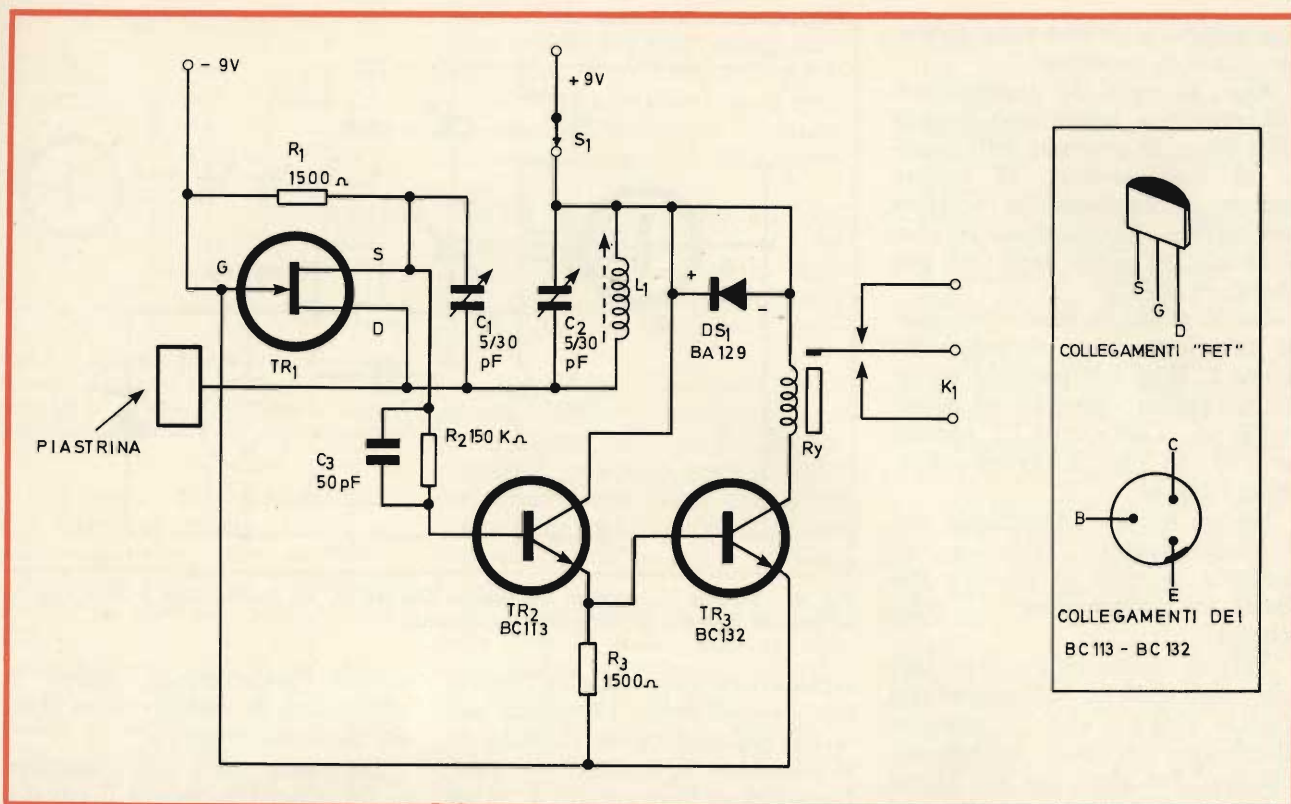 - 9V
+ 9V
S1
R1
1500 Ω
G
S
D
TR1
C1
5/30
pF
C2
5/30
pF
L1
+
-
DS1
BA 129
K1
Ry
PIASTRINA
C3
50 pF
R2 150 KΩ
TR2
BC113
TR3
BC132
R3
1500 Ω
S
G
D
COLLEGAMENTI "FET"
C
B
E
COLLEGAMENTI DEI
BC 113 - BC 132